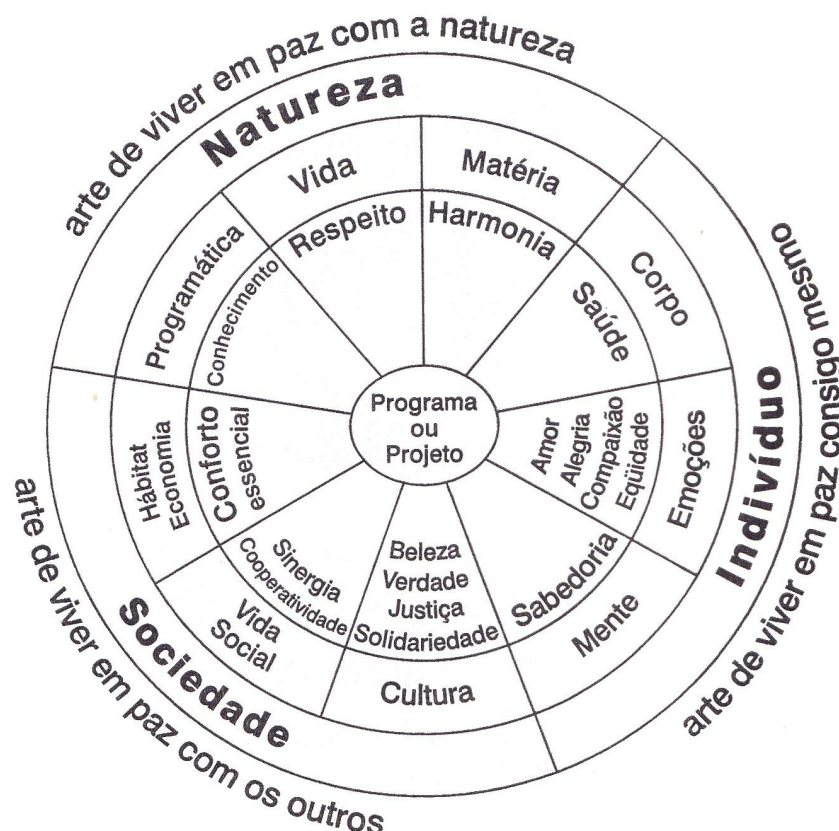 arte de viver em paz com a natureza
Natureza
Vida
Matéria
Programática
Respeito
Harmonia
Conhecimento
arte de viver em paz consigo mesmo
Indivíduo
Corpo
Saúde
Emoções
Amor
Alegria
Compaixão
Eqüidade
Mente
Sabedoria
Programa
ou
Projeto
arte de viver em paz com os outros
Sociedade
Hábitat
Economia
Conforto
essencial
Vida
Social
Sinergia
Cooperatividade
Cultura
Beleza
Verdade
Justiça
Solidariedade